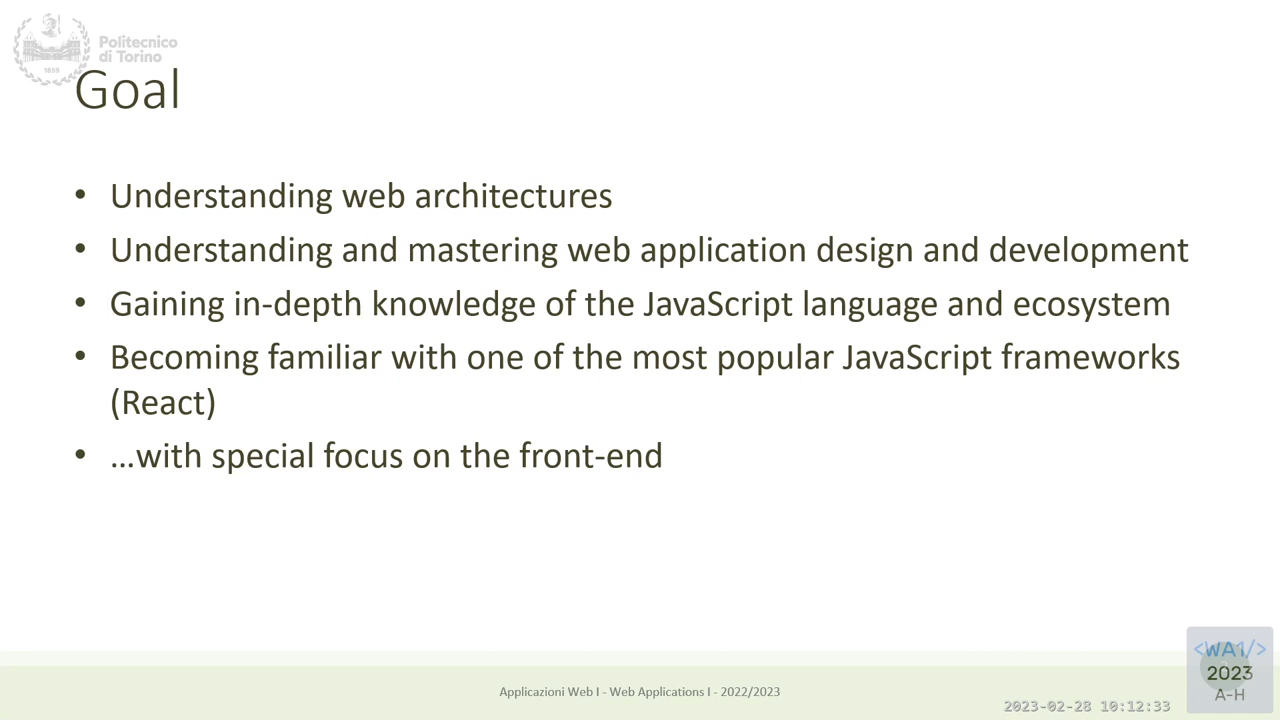 Politecnico
di Torino
1859
Goal
• Understanding web architectures
• Understanding and mastering web application design and development
• Gaining in-depth knowledge of the JavaScript language and ecosystem
• Becoming familiar with one of the most popular JavaScript frameworks
(React)
• …with special focus on the front-end
Applicazioni Web I - Web Applications I - 2022/2023
2023-02-28 10:12:33
<WA1/>
2023
A-H